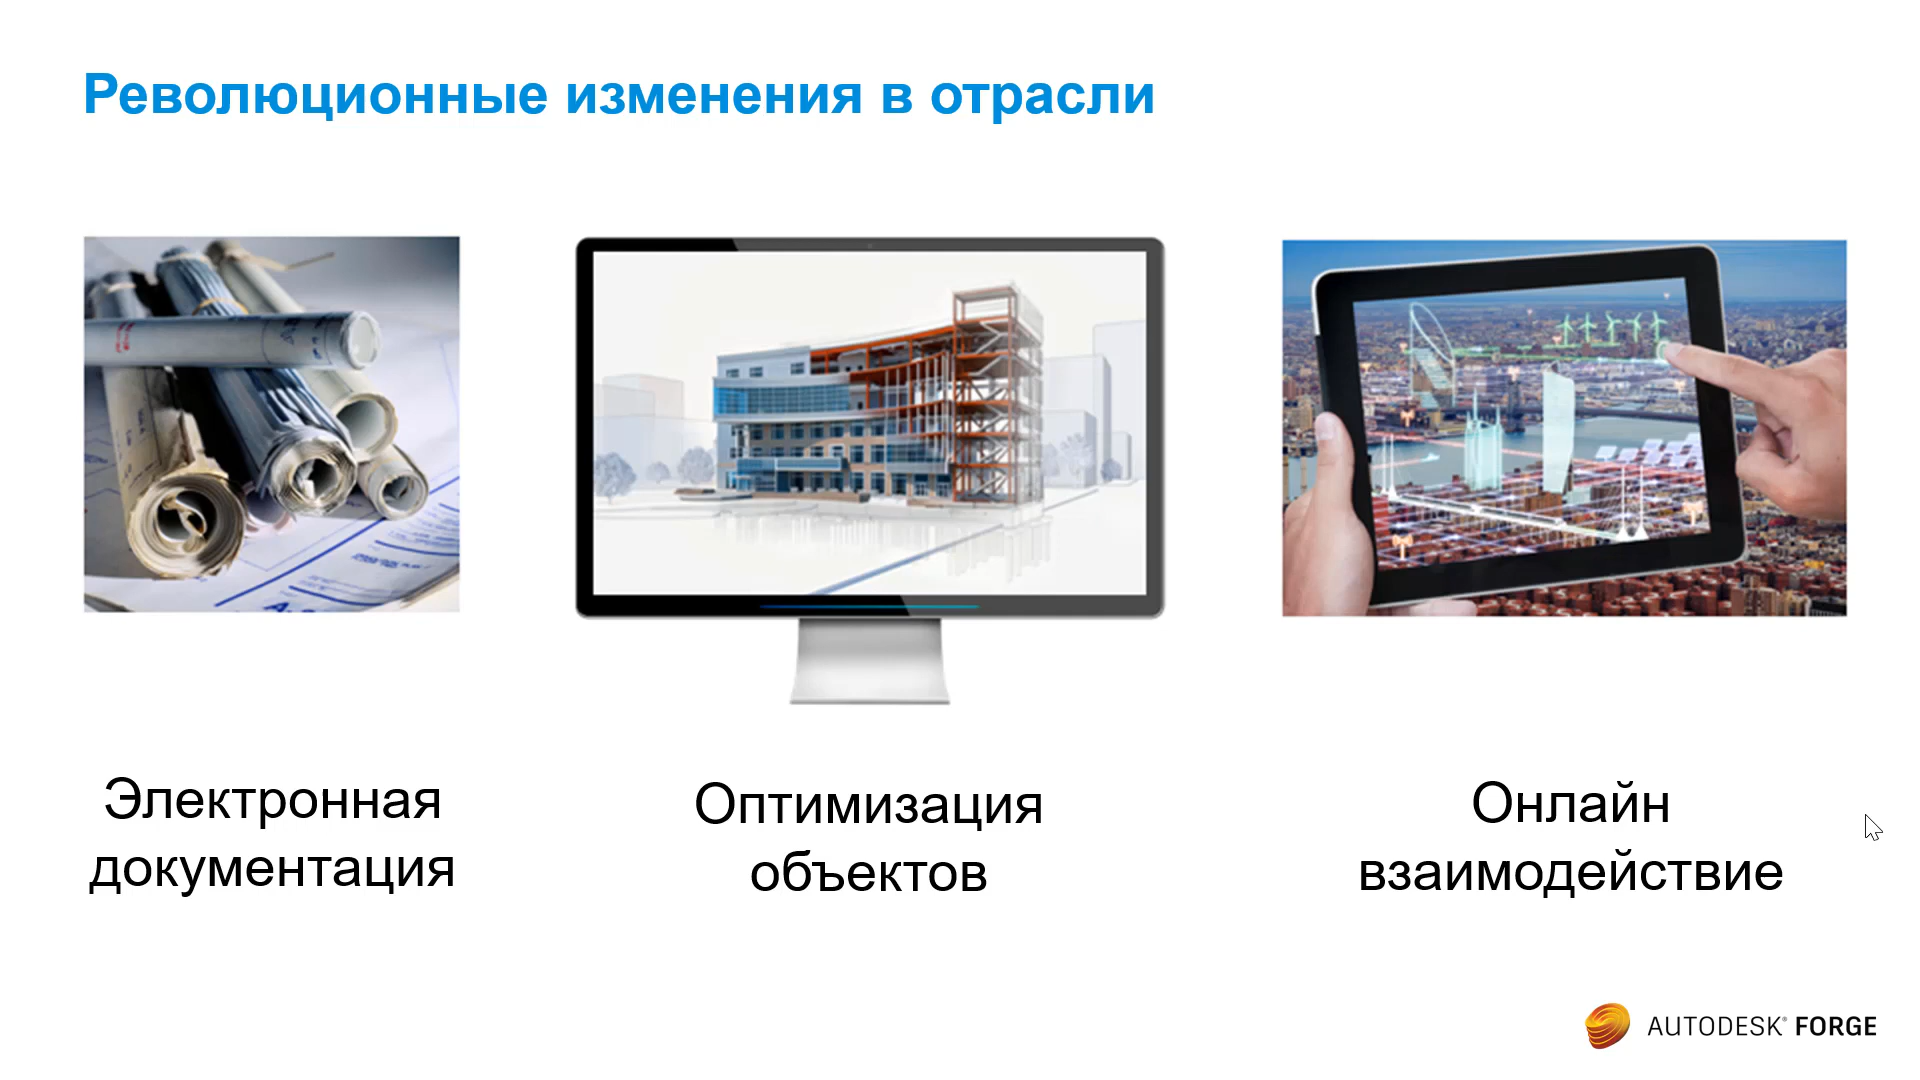 Революционные изменения в отрасли
Электронная
документация
Оптимизация
объектов
Онлайн
взаимодействие
AUTODESK® FORGE